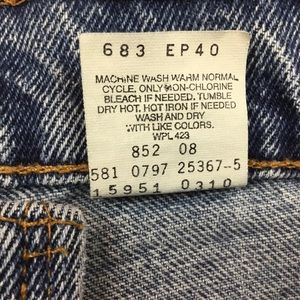 683 EP40
MACHINE WASH WARM NORMAL
CYCLE. ONLY NON-CHLORINE
BLEACH IF NEEDED. TUMBLE
DRY HOT. HOT IRON IF NEEDED
WASH AND DRY
WITH LIKE COLORS.
WPL 423
852 08
581 0797 25367-5
15951 0310